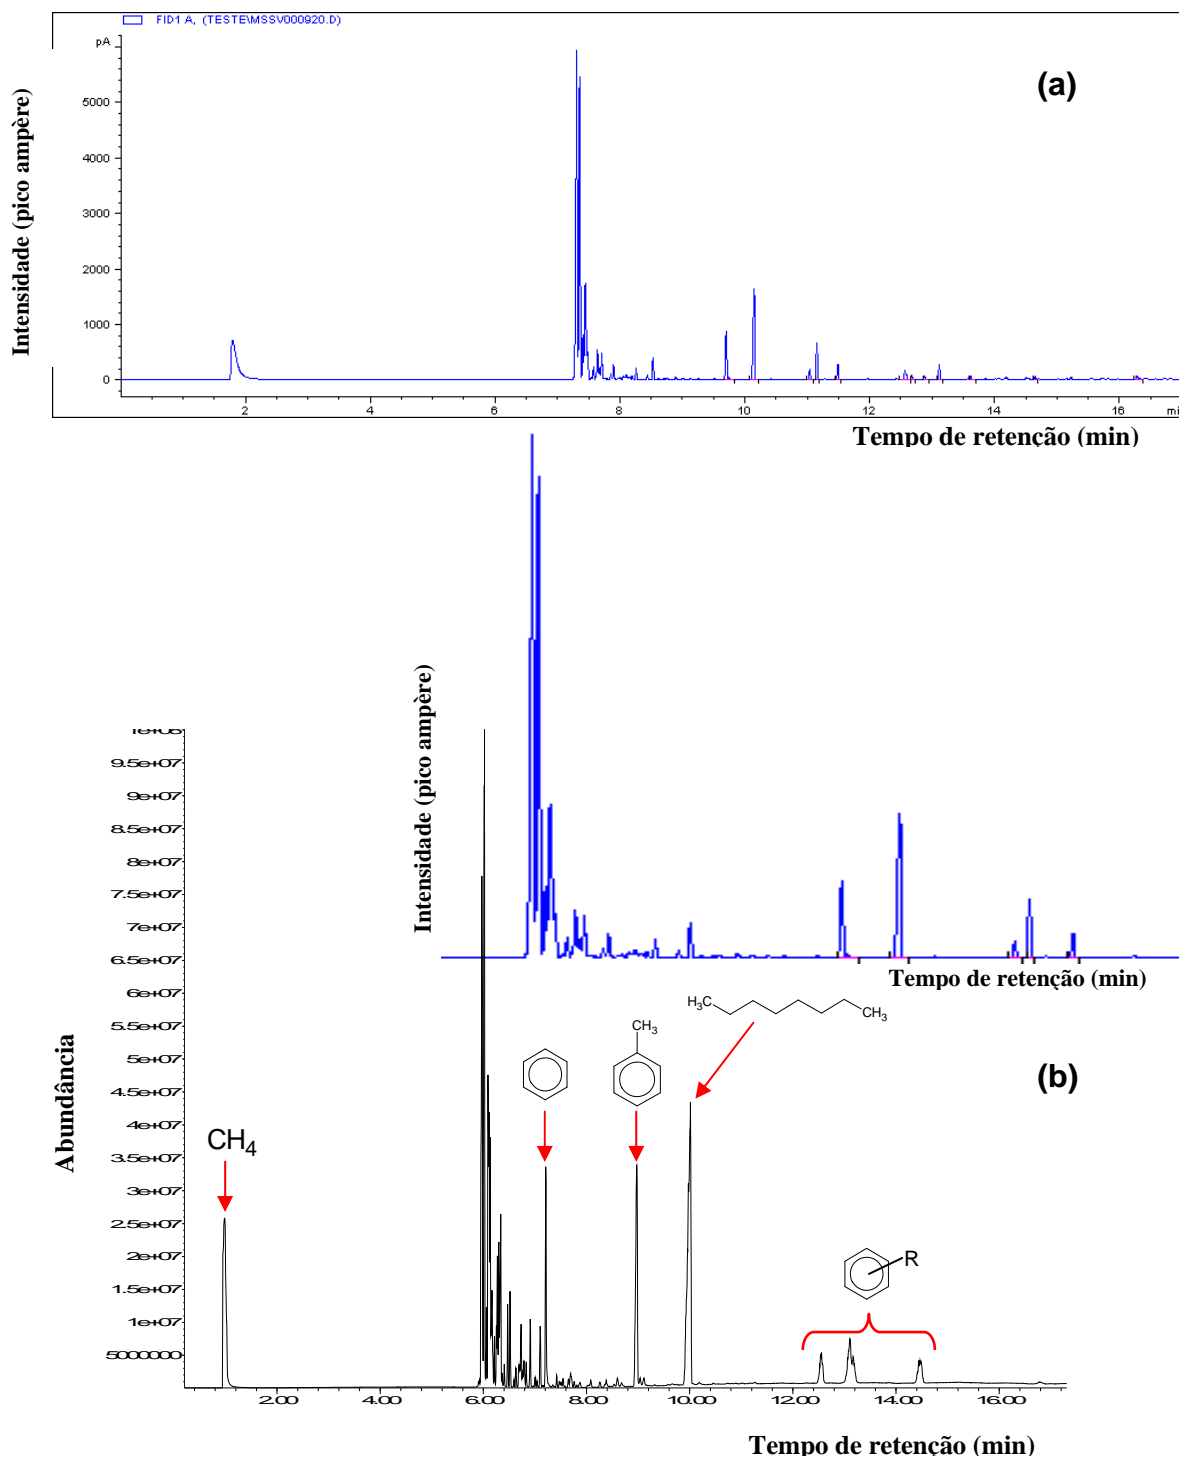 FID1 A, (TESTE\MSSV000920.D)
pA
5000
4000
3000
2000
1000
0
Intensidade (pico ampère)
(a)
2 4 6 8 10 12 14 16
Tempo de retenção (min)
Intensidade (pico ampère)
Tempo de retenção (min)
9.5e+07
9e+07
8.5e+07
8e+07
7.5e+07
7e+07
6.5e+07
6e+07
5.5e+07
5e+07
4.5e+07
4e+07
3.5e+07
3e+07
2.5e+07
2e+07
1.5e+07
1e+07
5000000
Abundância
(b)
CH4
CH3
H3C
CH3
R
2.00 4.00 6.00 8.00 10.00 12.00 14.00 16.00
Tempo de retenção (min)